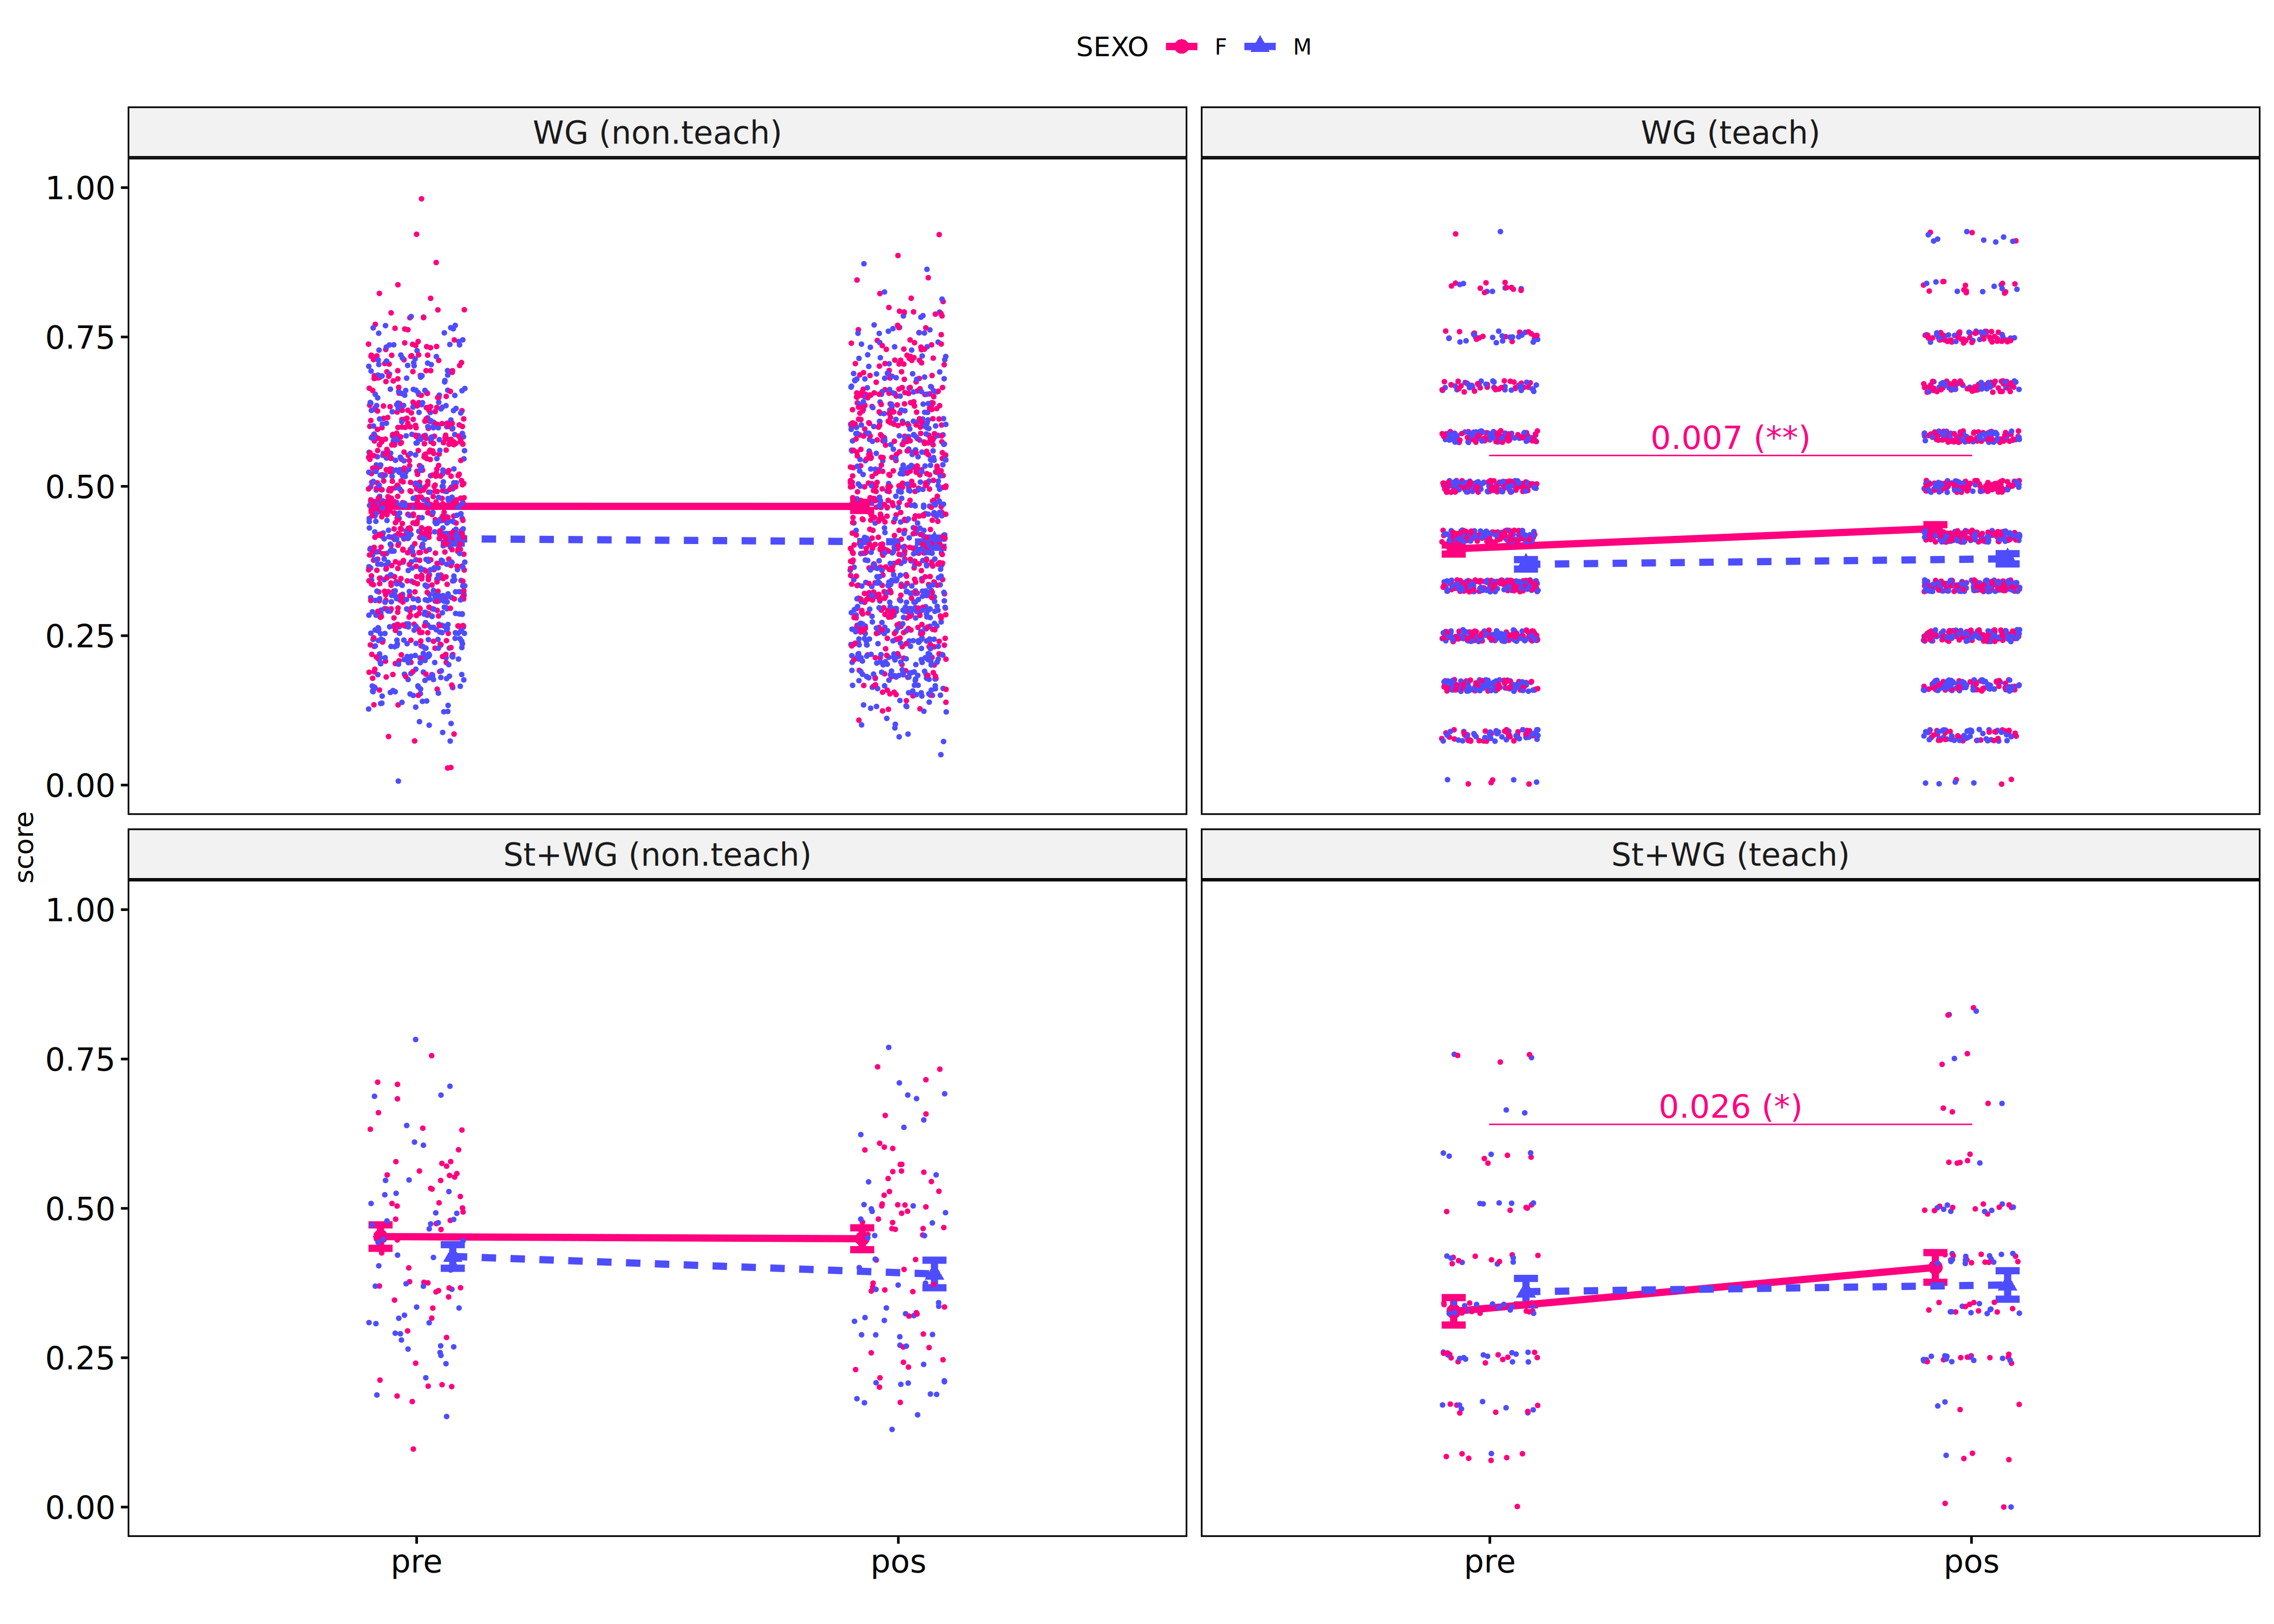 SEXO F M
WG (non.teach)
WG (teach)
1.00
0.75
0.50
0.25
0.00
0.007 (**)
score
St+WG (non.teach)
St+WG (teach)
1.00
0.75
0.50
0.25
0.00
0.026 (*)
pre pos
pre pos